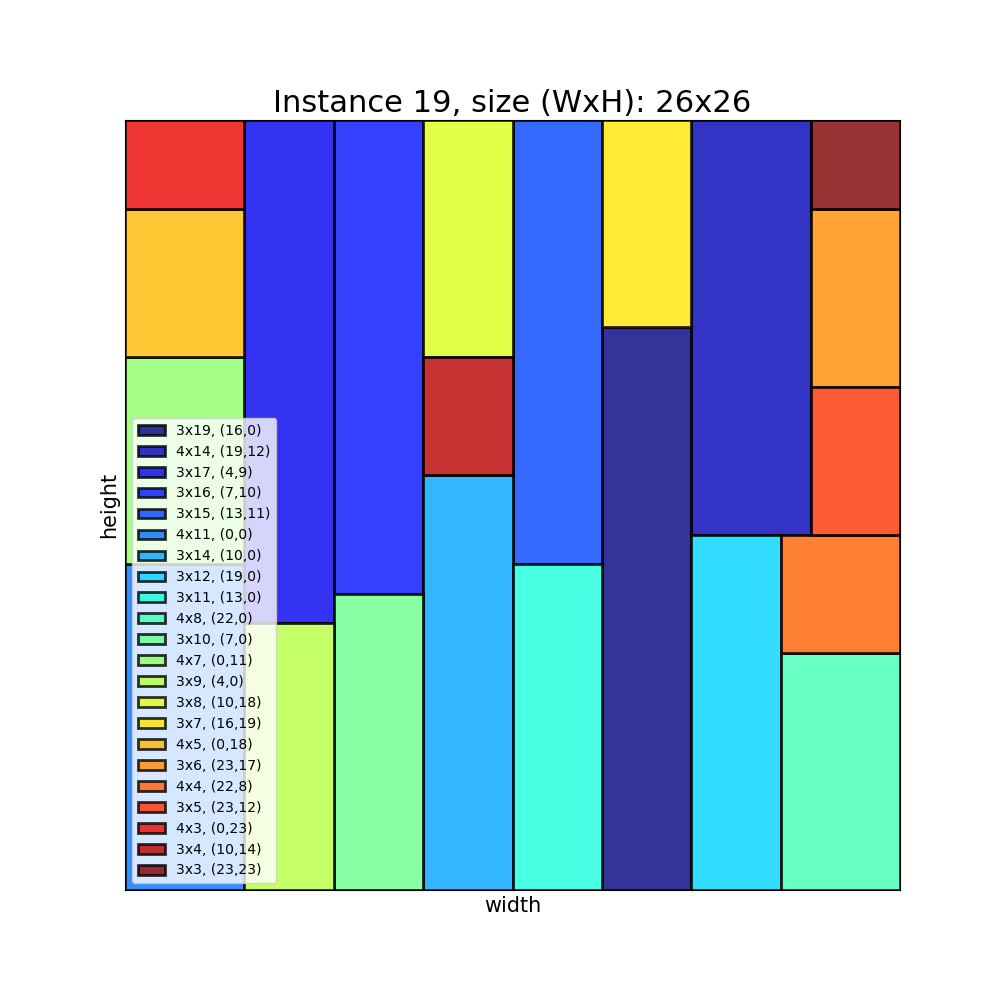 Instance 19, size (WxH): 26x26
height
3x19, (16,0)
4x14, (19,12)
3x17, (4,9)
3x16, (7,10)
3x15, (13,11)
4x11, (0,0)
3x14, (10,0)
3x12, (19,0)
3x11, (13,0)
4x8, (22,0)
3x10, (7,0)
4x7, (0,11)
3x9, (4,0)
3x8, (10,18)
3x7, (16,19)
4x5, (0,18)
3x6, (23,17)
4x4, (22,8)
3x5, (23,12)
4x3, (0,23)
3x4, (10,14)
3x3, (23,23)
width